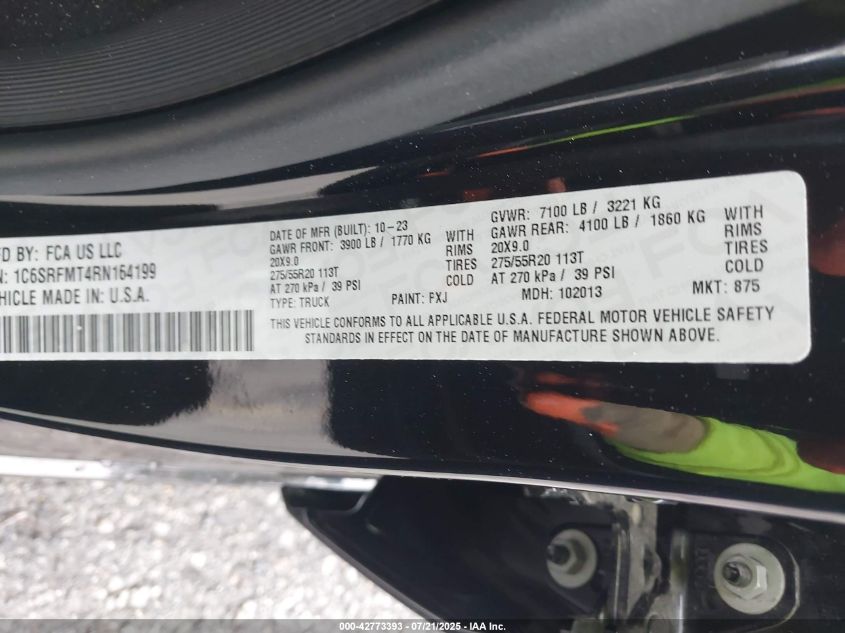 FD BY: FCA US LLC
N: 1C6SRFMT4RN164199
EHICLE MADE IN: U.S.A.
DATE OF MFR (BUILT): 10-23
GAWR FRONT: 3900 LB / 1770 KG WITH
20X9.0 RIMS
275/55R20 113T TIRES
AT 270 kPa / 39 PSI COLD
TYPE: TRUCK PAINT: FXJ
GVWR: 7100 LB / 3221 KG
GAWR REAR: 4100 LB / 1860 KG WITH
20X9.0 RIMS
275/55R20 113T TIRES
AT 270 kPa / 39 PSI COLD
MDH: 102013 MKT: 875
THIS VEHICLE CONFORMS TO ALL APPLICABLE U.S.A. FEDERAL MOTOR VEHICLE SAFETY
STANDARDS IN EFFECT ON THE DATE OF MANUFACTURE SHOWN ABOVE.
000-42773393 - 07/21/2025 - IAA Inc.